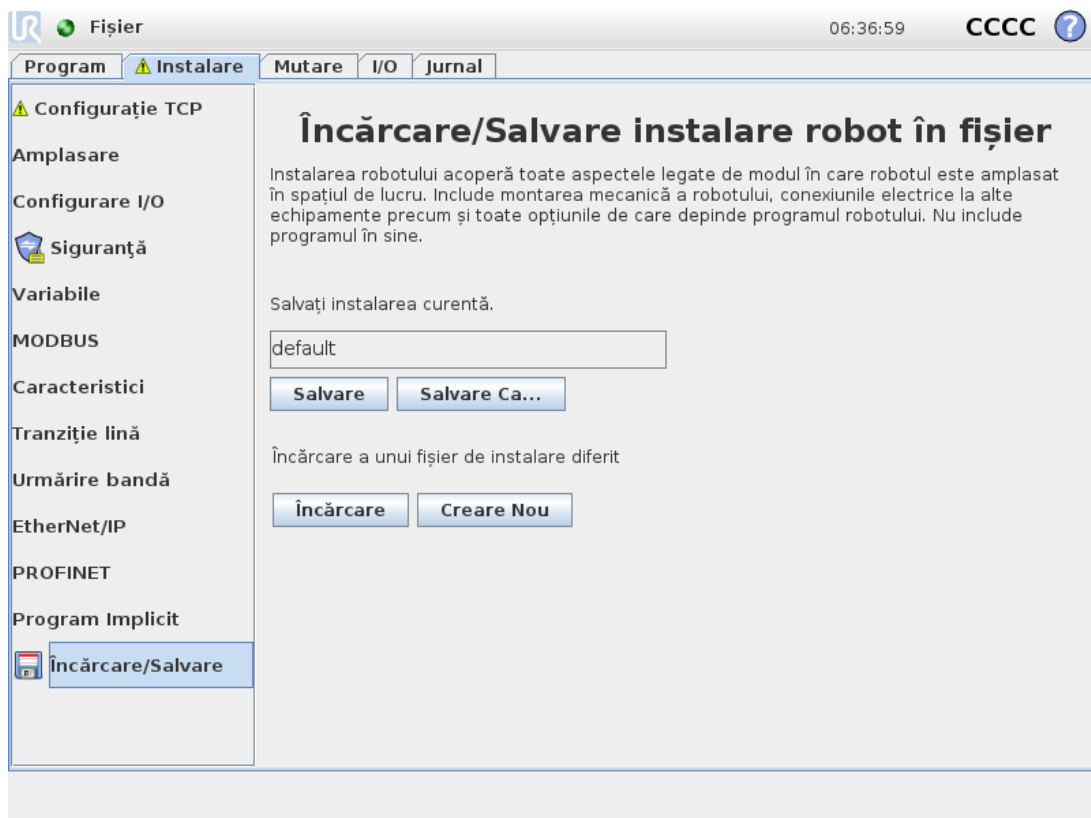 UR Fișier 06:36:59 CCCC ?
Program Instalare Mutare I/O Jurnal
Configurație TCP
Amplasare
Configurare I/O
Siguranţă
Variabile
MODBUS
Caracteristici
Tranziție lină
Urmărire bandă
EtherNet/IP
PROFINET
Program Implicit
Încărcare/Salvare
Încărcare/Salvare instalare robot în fișier
Instalarea robotului acoperă toate aspectele legate de modul în care robotul este amplasat
în spațiul de lucru. Include montarea mecanică a robotului, conexiunile electrice la alte
echipamente precum și toate opțiunile de care depinde programul robotului. Nu include
programul în sine.
Salvați instalarea curentă.
default
Salvare Salvare Ca...
Încărcare a unui fișier de instalare diferit
Încărcare Creare Nou